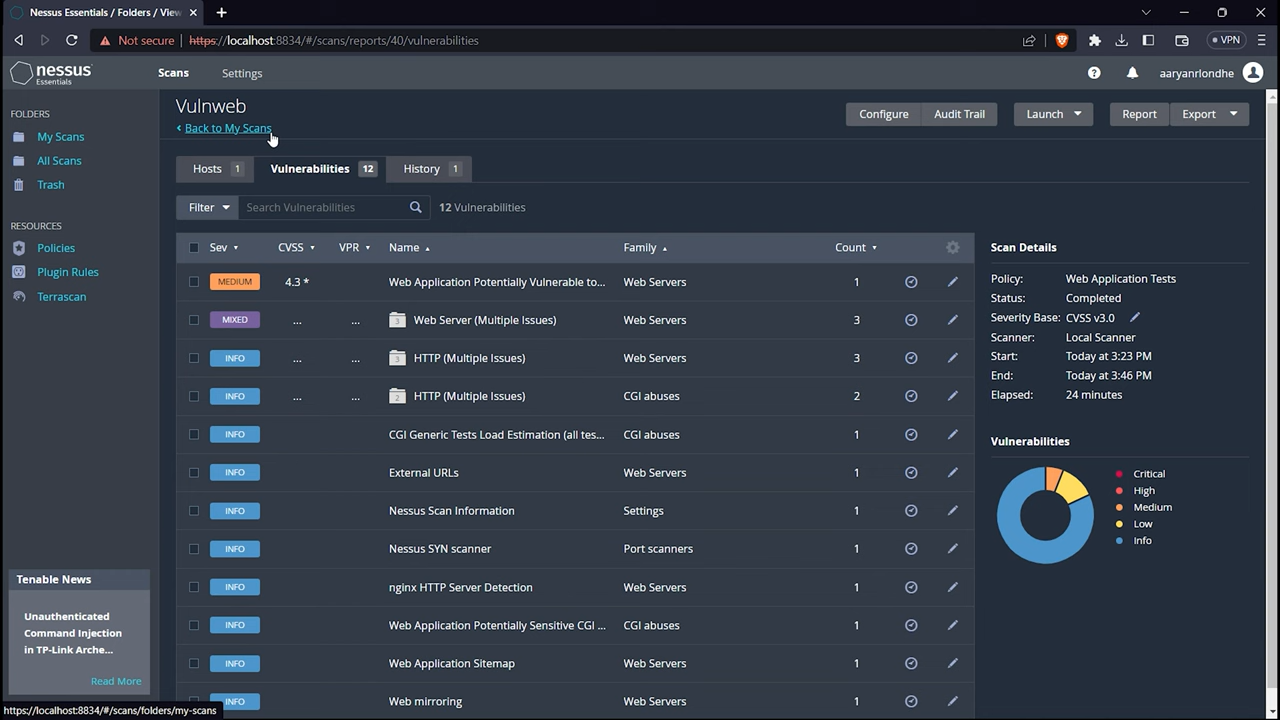 Nessus Essentials / Folders / View
Not secure | https://localhost:8834/#/scans/reports/40/vulnerabilities
VPN
nessus
Essentials
Scans
Settings
aaryanrlondhe
FOLDERS
My Scans
All Scans
Trash
RESOURCES
Policies
Plugin Rules
Terrascan
Tenable News
Unauthenticated
Command Injection
in TP-Link Arche...
Read More
Vulnweb
Back to My Scans
Configure Audit Trail Launch Report Export
Hosts 1 Vulnerabilities 12 History 1
Filter Search Vulnerabilities 12 Vulnerabilities
Sev CVSS VPR Name Family Count
MEDIUM 4.3 * Web Application Potentially Vulnerable to... Web Servers 1
MIXED ... ... 3 Web Server (Multiple Issues) Web Servers 3
INFO ... ... 3 HTTP (Multiple Issues) Web Servers 3
INFO ... ... 2 HTTP (Multiple Issues) CGI abuses 2
INFO CGI Generic Tests Load Estimation (all tes... CGI abuses 1
INFO External URLs Web Servers 1
INFO Nessus Scan Information Settings 1
INFO Nessus SYN scanner Port scanners 1
INFO nginx HTTP Server Detection Web Servers 1
INFO Web Application Potentially Sensitive CGI ... CGI abuses 1
INFO Web Application Sitemap Web Servers 1
INFO Web mirroring Web Servers 1
Scan Details
Policy: Web Application Tests
Status: Completed
Severity Base: CVSS v3.0
Scanner: Local Scanner
Start: Today at 3:23 PM
End: Today at 3:46 PM
Elapsed: 24 minutes
Vulnerabilities
Critical
High
Medium
Low
Info
https://localhost:8834/#/scans/folders/my-scans